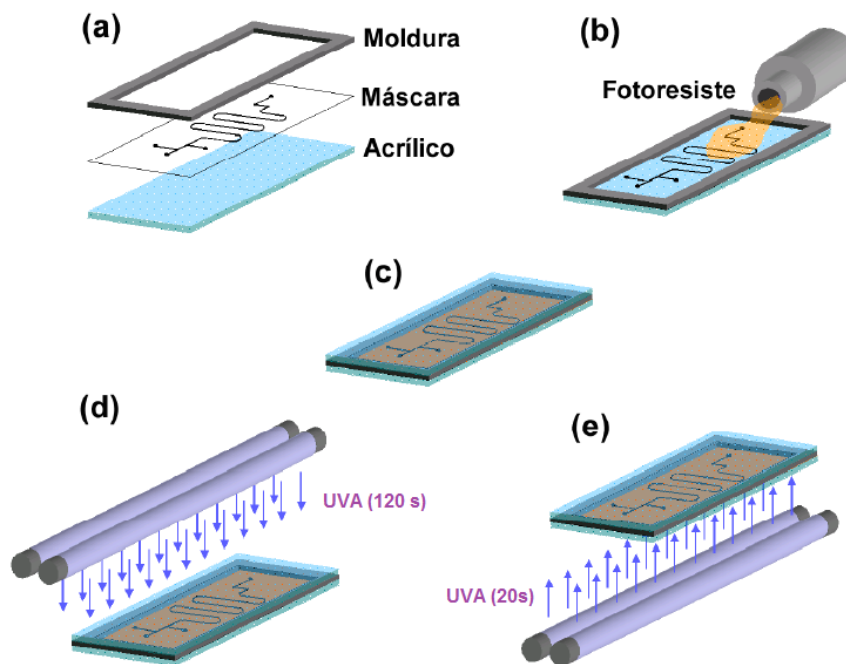 (a)
Moldura
Máscara
Acrílico
(b)
Fotoresiste
(c)
(d)
UVA (120 s)
(e)
UVA (20s)